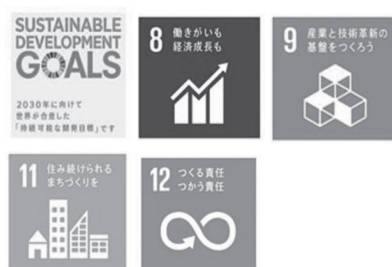 SUSTAINABLE
DEVELOPMENT
GOALS
2030年に向けて
世界が合意した
「持続可能な開発目標」です
8 働きがいも
経済成長も
9 産業と技術革新の
基盤をつくろう
11 住み続けられる
まちづくりを
12 つくる責任
つかう責任